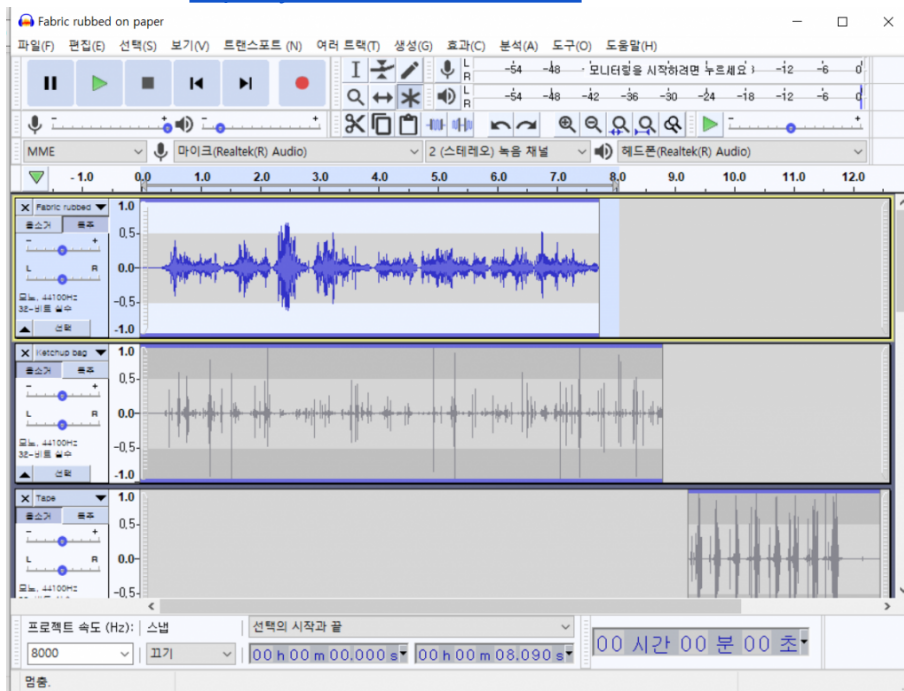 Fabric rubbed on paper
파일(F) 편집(E) 선택(S) 보기(V) 트랜스포트 (N) 여러 트랙(T) 생성(G) 효과(C) 분석(A) 도구(O) 도움말(H)
L R -54 -48 · 모니터링을 시작하려면 누르세요 -12 -6 0
L R -54 -48 -42 -36 -30 -24 -18 -12 -6 0
- + - + - +
MME 마이크(Realtek(R) Audio) 2 (스테레오) 녹음 채널 헤드폰(Realtek(R) Audio)
- 1.0 0.0 1.0 2.0 3.0 4.0 5.0 6.0 7.0 8.0 9.0 10.0 11.0 12.0
× Fabric rubbed 1.0
음소거 독주 0.5
- +
L R 0.0
모노, 44100Hz
32-비트 실수 -0.5
선택 -1.0
× Ketchup bag 1.0
음소거 독주 0.5
- +
L R 0.0
모노, 44100Hz
32-비트 실수 -0.5
선택 -1.0
× Tape 1.0
음소거 독주 0.5
- +
L R 0.0
모노, 44100Hz
-0.5
프로젝트 속도 (Hz): 스냅 선택의 시작과 끝
8000 끄기 00 h 00 m 00.000 s 00 h 00 m 08.090 s 00 시간 00 분 00 초
멈춤.